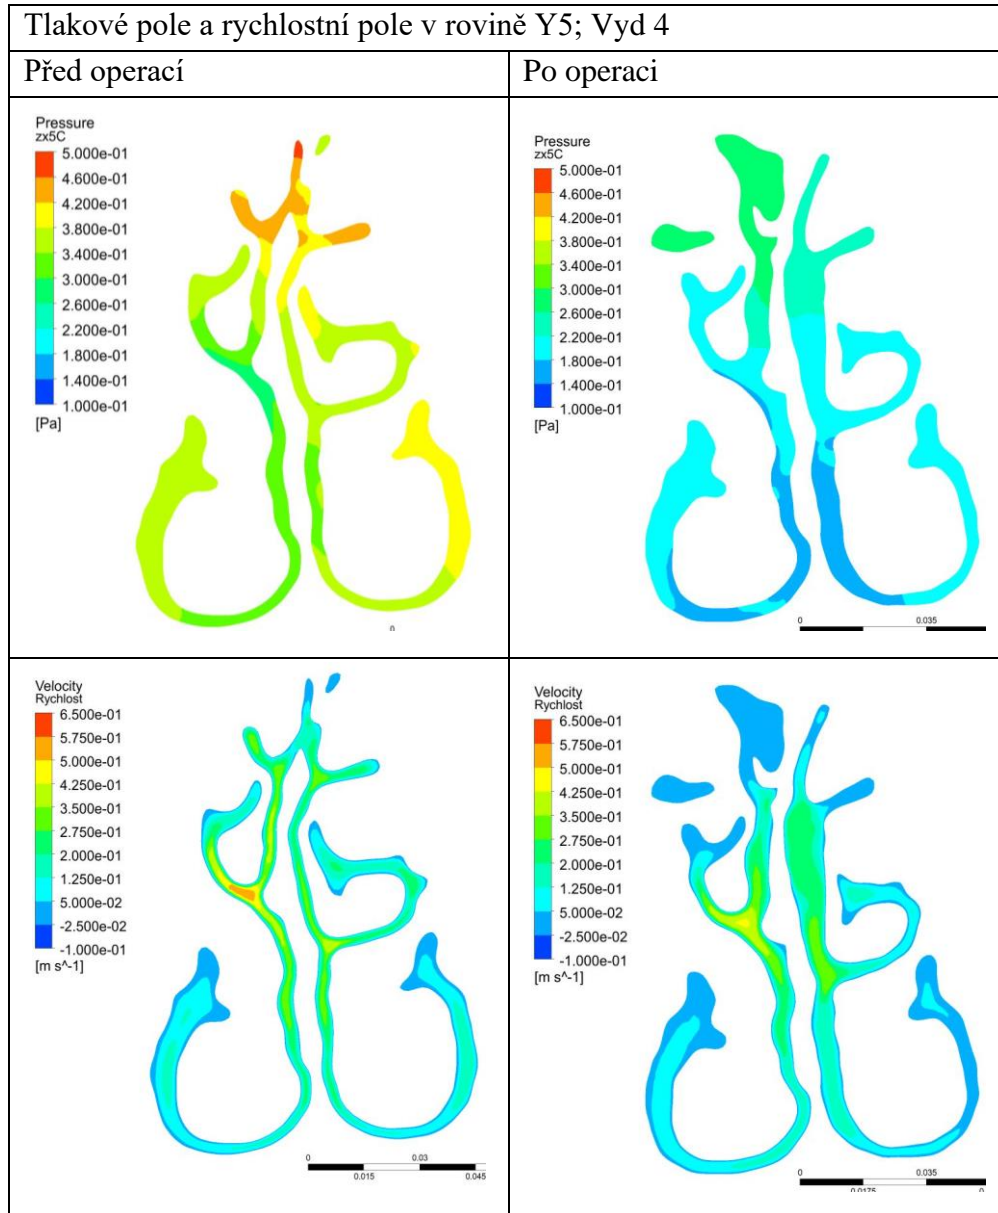 Tlakové pole a rychlostní pole v rovině Y5; Vyd 4
Před operací
Po operaci
Pressure
zx5C
5.000e-01
4.600e-01
4.200e-01
3.800e-01
3.400e-01
3.000e-01
2.600e-01
2.200e-01
1.800e-01
1.400e-01
1.000e-01
[Pa]
0
Pressure
zx5C
5.000e-01
4.600e-01
4.200e-01
3.800e-01
3.400e-01
3.000e-01
2.600e-01
2.200e-01
1.800e-01
1.400e-01
1.000e-01
[Pa]
0
0.035
Velocity
Rychlost
6.500e-01
5.750e-01
5.000e-01
4.250e-01
3.500e-01
2.750e-01
2.000e-01
1.250e-01
5.000e-02
-2.500e-02
-1.000e-01
[m s^-1]
0
0.03
0.015
0.045
Velocity
Rychlost
6.500e-01
5.750e-01
5.000e-01
4.250e-01
3.500e-01
2.750e-01
2.000e-01
1.250e-01
5.000e-02
-2.500e-02
-1.000e-01
[m s^-1]
0
0.035
0.0175